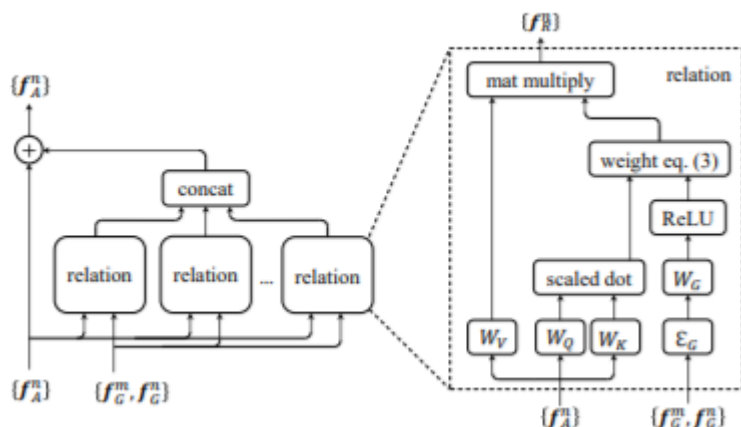 {f_A^n}
+
concat
relation
relation
...
relation
{f_A^n}
{f_G^m, f_G^n}
{f_R^n}
relation
mat multiply
weight eq. (3)
ReLU
scaled dot
W_G
W_V
W_Q
W_K
ε_G
{f_A^n}
{f_G^m, f_G^n}